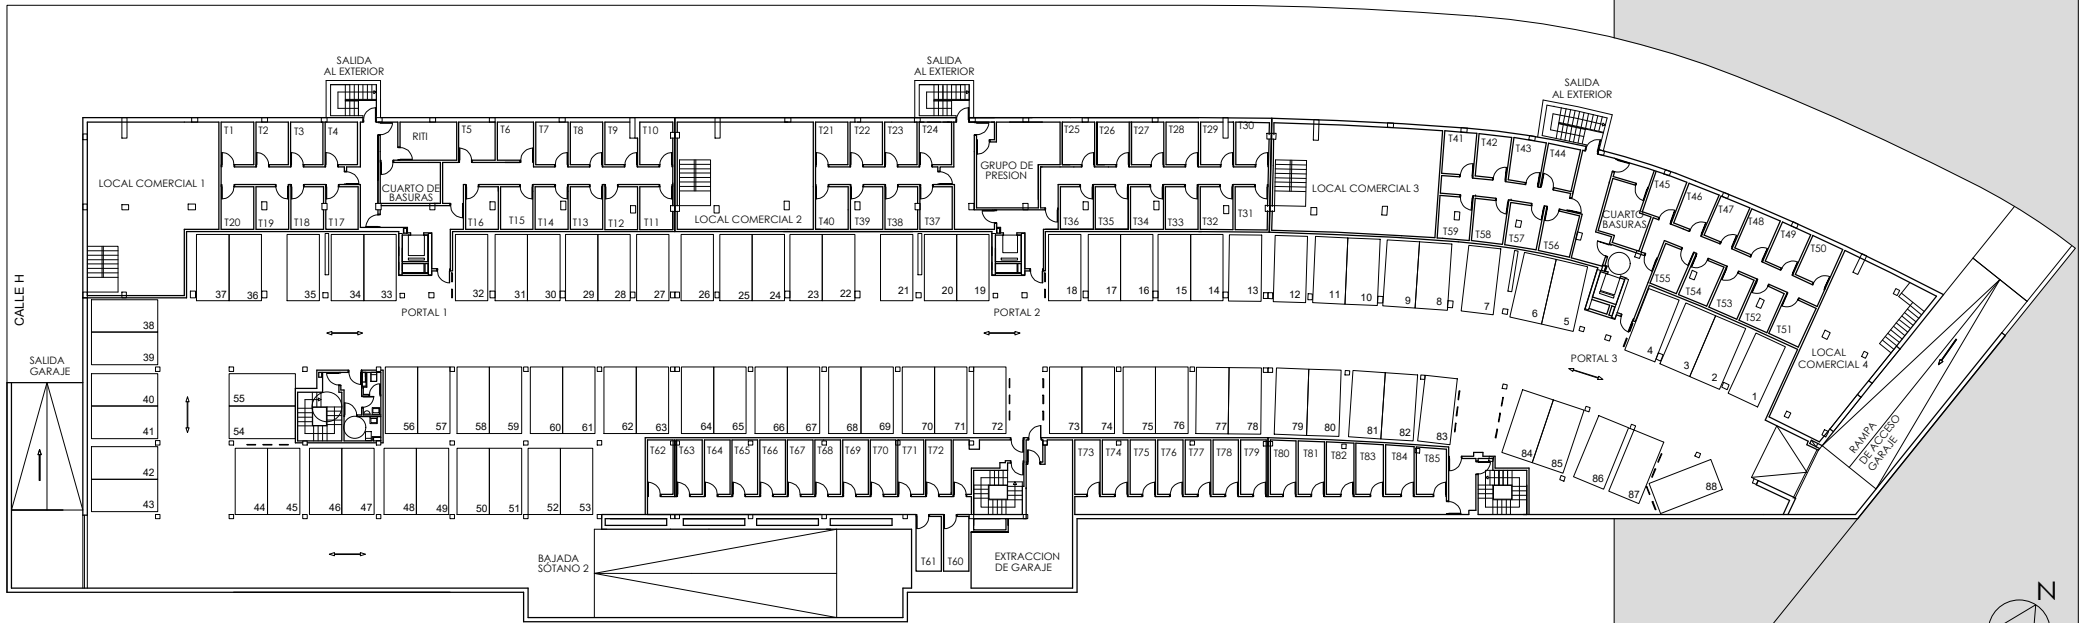 SALIDA
AL EXTERIOR
SALIDA
AL EXTERIOR
SALIDA
AL EXTERIOR
T1
T2
T3
T4
RITI
T5
T6
T7
T8
T9
T10
T21
T22
T23
T24
T25
T26
T27
T28
T29
T30
T41
T42
T43
T44
LOCAL COMERCIAL 1
CUARTO DE
BASURAS
LOCAL COMERCIAL 2
GRUPO DE
PRESION
LOCAL COMERCIAL 3
CUARTO
BASURAS
T45
T46
T47
T48
T49
T50
T20
T19
T18
T17
T16
T15
T14
T13
T12
T11
T40
T39
T38
T37
T36
T35
T34
T33
T32
T31
T59
T58
T57
T56
T55
T54
T53
T52
T51
37
36
35
34
33
32
31
30
29
28
27
26
25
24
23
22
21
20
19
18
17
16
15
14
13
12
11
10
9
8
7
6
5
4
3
2
1
CALLE H
PORTAL 1
PORTAL 2
PORTAL 3
LOCAL
COMERCIAL 4
SALIDA
GARAJE
38
39
40
41
42
43
55
54
56
57
58
59
60
61
62
63
64
65
66
67
68
69
70
71
72
73
74
75
76
77
78
79
80
81
82
83
84
85
86
87
88
RAMPA
DE ACCESO
GARAJE
44
45
46
47
48
49
50
51
52
53
T62
T63
T64
T65
T66
T67
T68
T69
T70
T71
T72
T73
T74
T75
T76
T77
T78
T79
T80
T81
T82
T83
T84
T85
BAJADA
SÓTANO 2
T61
T60
EXTRACCION
DE GARAJE
N